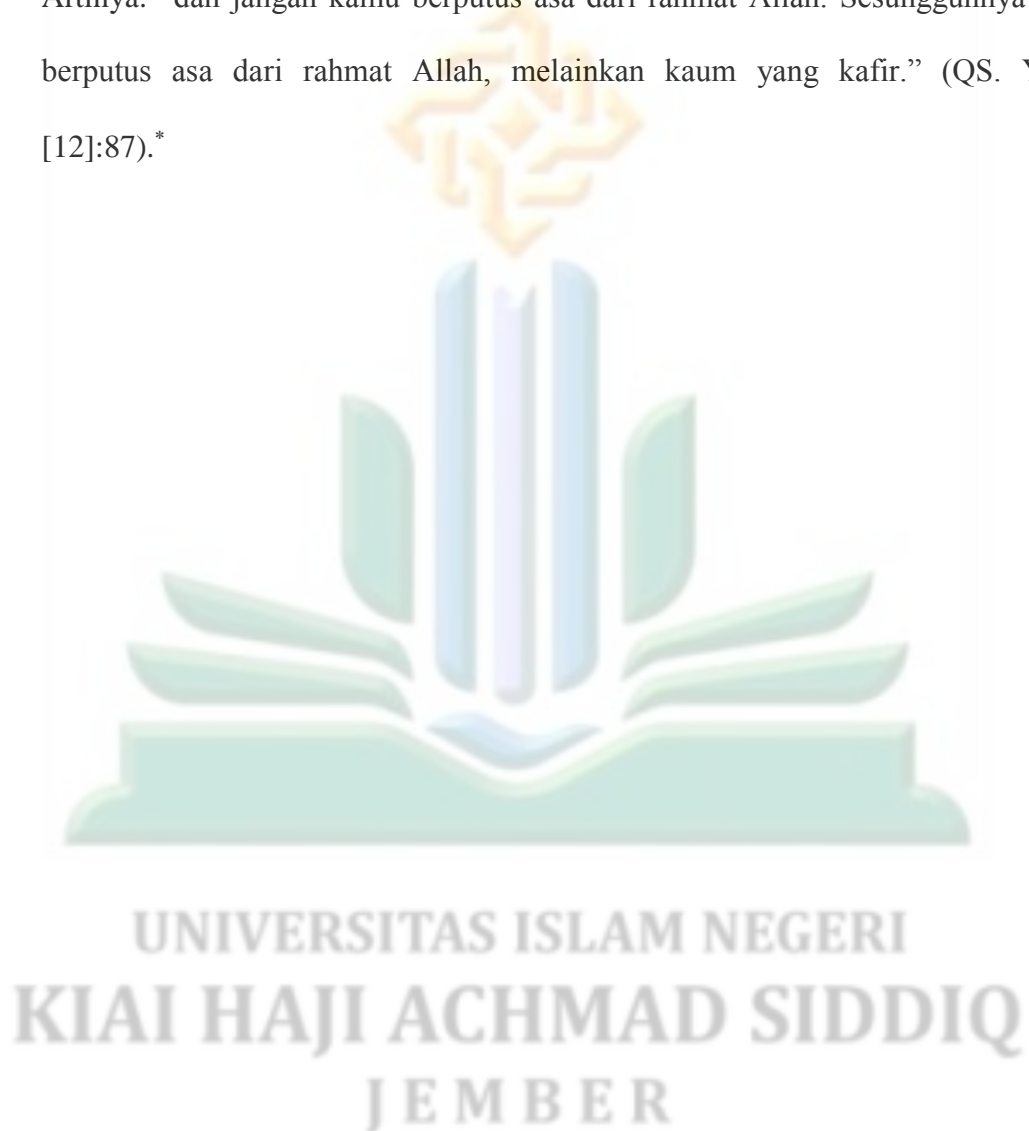 Artinya: “dan jangan kamu berputus asa dari rahmat Allah. Sesungguhnya
berputus asa dari rahmat Allah, melainkan kaum yang kafir.” (QS.
[12]:87).*
UNIVERSITAS ISLAM NEGERI
KIAI HAJI ACHMAD SIDDIQ
JEMBER